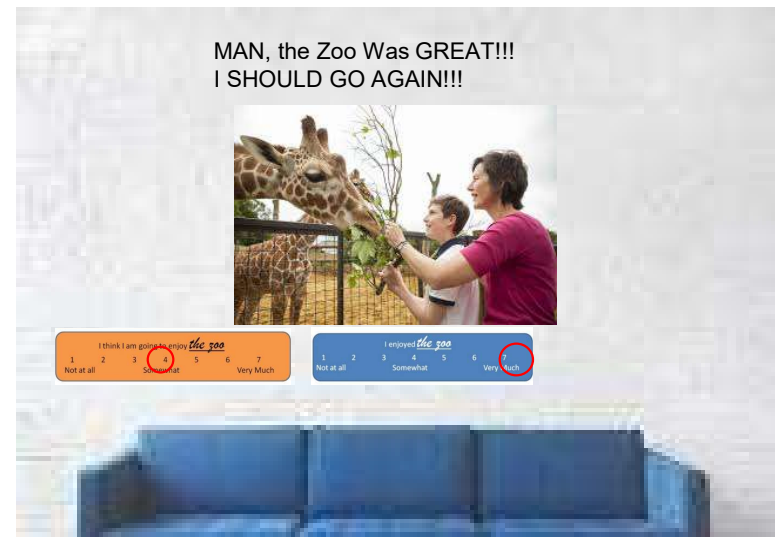 MAN, the Zoo Was GREAT!!!
I SHOULD GO AGAIN!!!
I think I am going to enjoy the zoo
1 2 3 4 5 6 7
Not at all Somewhat Very Much
I enjoyed the zoo
1 2 3 4 5 6 7
Not at all Somewhat Very Much